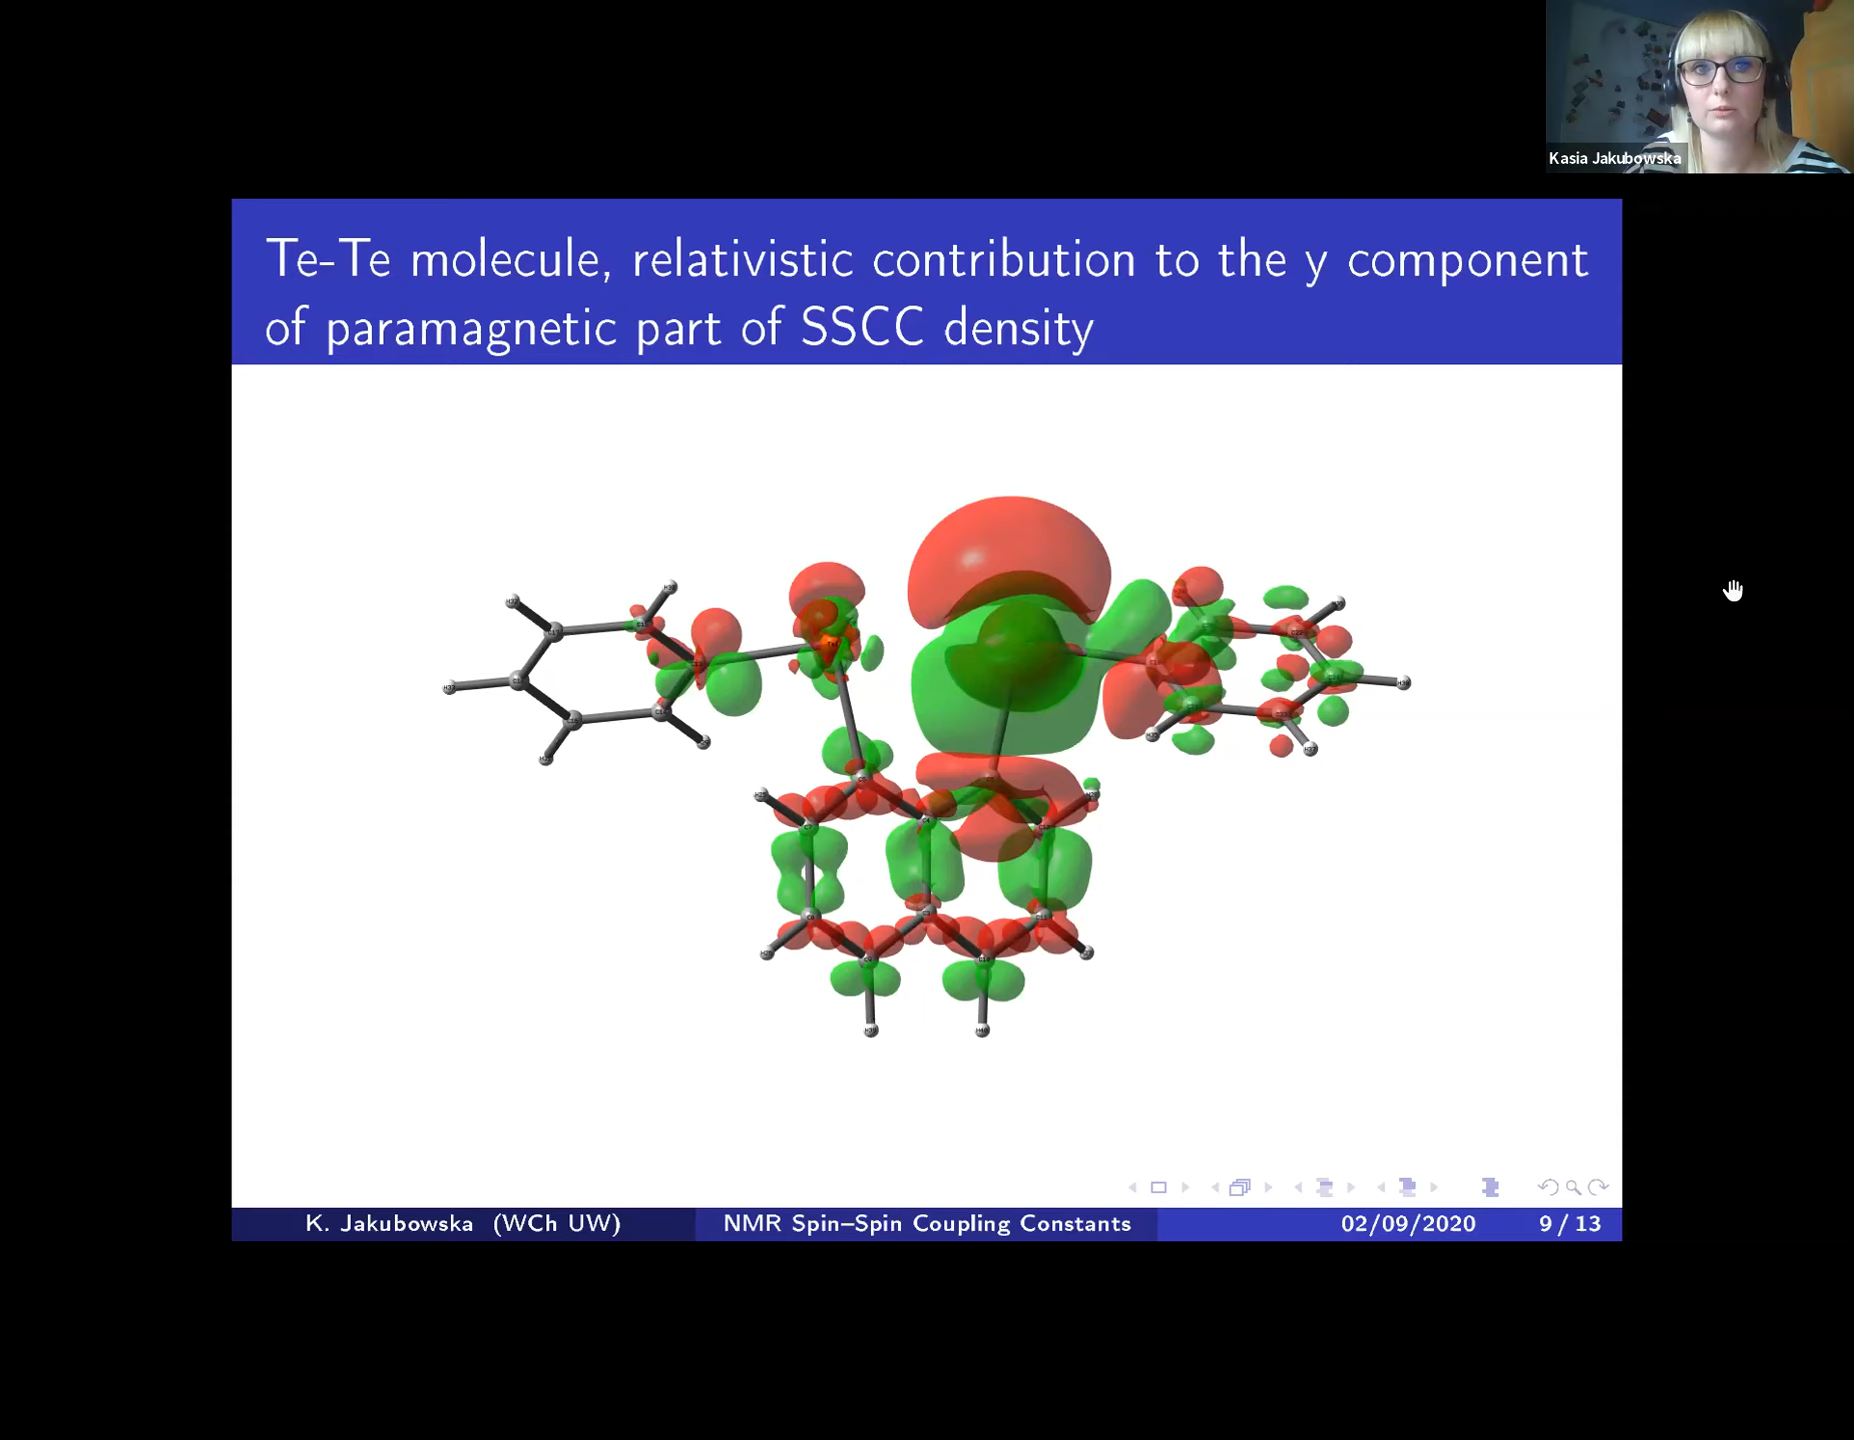 Kasia Jakubowska
Te-Te molecule, relativistic contribution to the y component
of paramagnetic part of SSCC density
K. Jakubowska (WCh UW)
NMR Spin–Spin Coupling Constants
02/09/2020
9 / 13